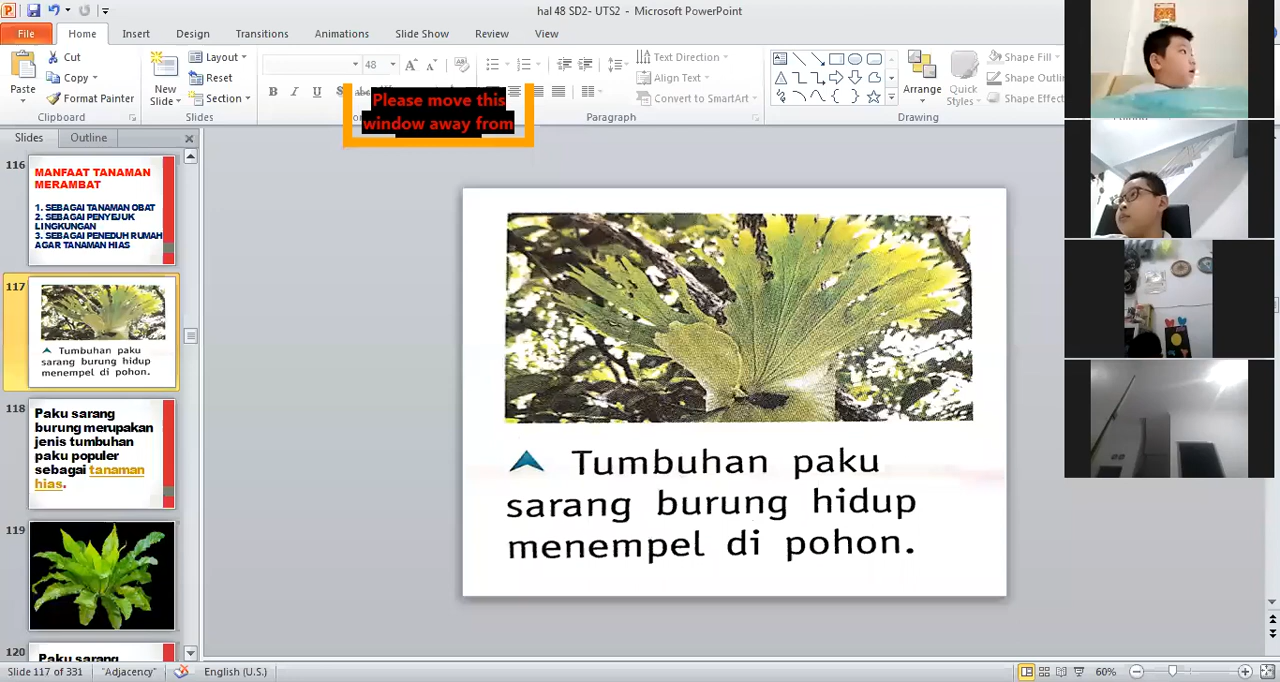 hal 48 SD2- UTS2 - Microsoft PowerPoint
File Home Insert Design Transitions Animations Slide Show Review View
Cut
Copy
Format Painter
Paste
Clipboard
New
Slide
Layout
Reset
Section
Slides
48
B I U S
Please move this
window away from
Text Direction
Align Text
Convert to SmartArt
Paragraph
Arrange
Quick
Styles
Shape Fill
Shape Outli
Shape Effect
Drawing
Slides Outline
116
MANFAAT TANAMAN
MERAMBAT
1. SEBAGAI TANAMAN OBAT
2. SEBAGAI PENYEJUK
LINGKUNGAN
3. SEBAGAI PENEDUH RUMAH
AGAR TANAMAN HIAS
117
Tumbuhan paku
sarang burung hidup
menempel di pohon.
118
Paku sarang
burung merupakan
jenis tumbuhan
paku populer
sebagai tanaman
hias.
119
120
Paku sarang
Tumbuhan paku
sarang burung hidup
menempel di pohon.
Slide 117 of 331 "Adjacency" English (U.S.) 60%